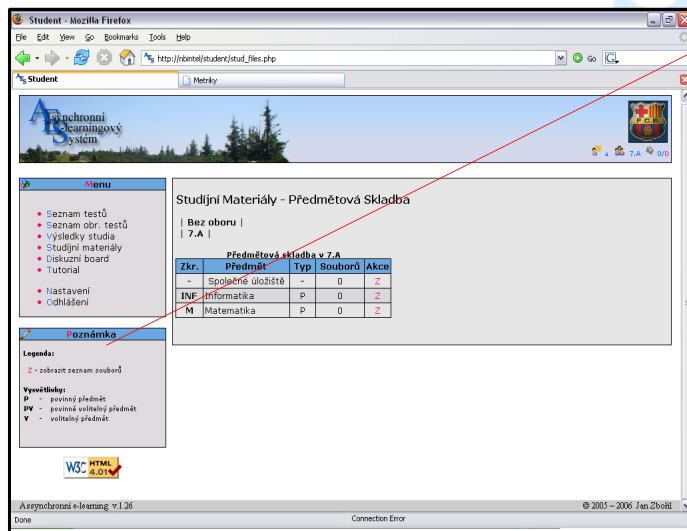 Student - Mozilla Firefox
File Edit View Go Bookmarks Tools Help
http://nbintel/student/stud_files.php
Go
Student
Metriky
Assynchronní
E-learningový
Systém
7.A 0/0
Menu
Seznam testů
Seznam obr. testů
Výsledky studia
Studijní materiály
Diskuzní board
Tutorial
Nastavení
Odhlášení
Studíjní Materiály - Předmětová Skladba
| Bez oboru |
| 7.A |
Předmětová skladba v 7.A
Zkr. Předmět Typ Souborů Akce
- Společné úložiště - 0 Z
INF Informatika P 0 Z
M Matematika P 0 Z
Poznámka
Legenda:
Z - zobrazit seznam souborů
Vysvětlivky:
P - povinný předmět
PV - povinně volitelný předmět
V - volitelný předmět
W3C HTML 4.01
Assynchronní e-learning v.1.26
© 2005 – 2006 Jan Zbořil
Done
Connection Error